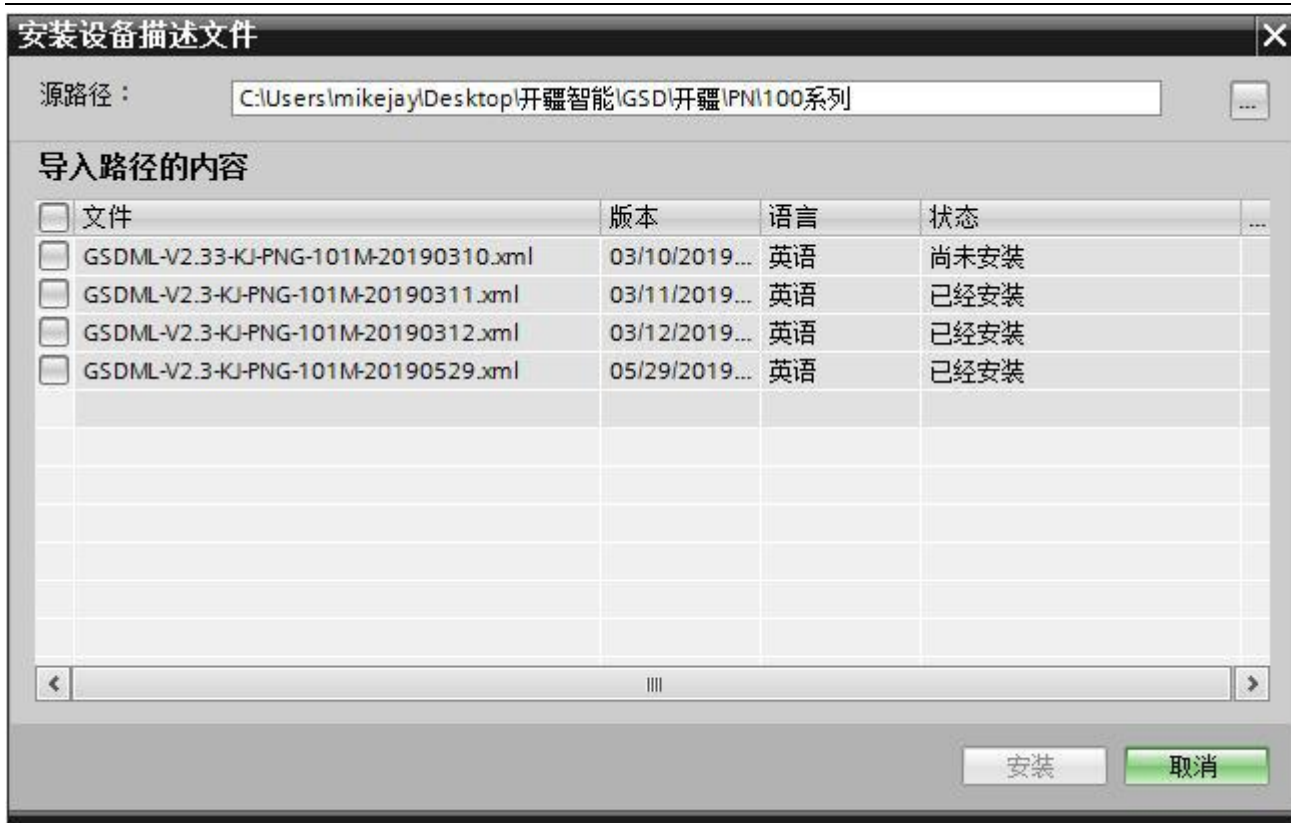 安装设备描述文件
源路径： C:\Users\mikejay\Desktop\开疆智能\GSD\开疆\PN\100系列 ...
导入路径的内容
文件 版本 语言 状态 ...
GSDML-V2.33-KJ-PNG-101M-20190310.xml 03/10/2019... 英语 尚未安装
GSDML-V2.3-KJ-PNG-101M-20190311.xml 03/11/2019... 英语 已经安装
GSDML-V2.3-KJ-PNG-101M-20190312.xml 03/12/2019... 英语 已经安装
GSDML-V2.3-KJ-PNG-101M-20190529.xml 05/29/2019... 英语 已经安装
安装 取消